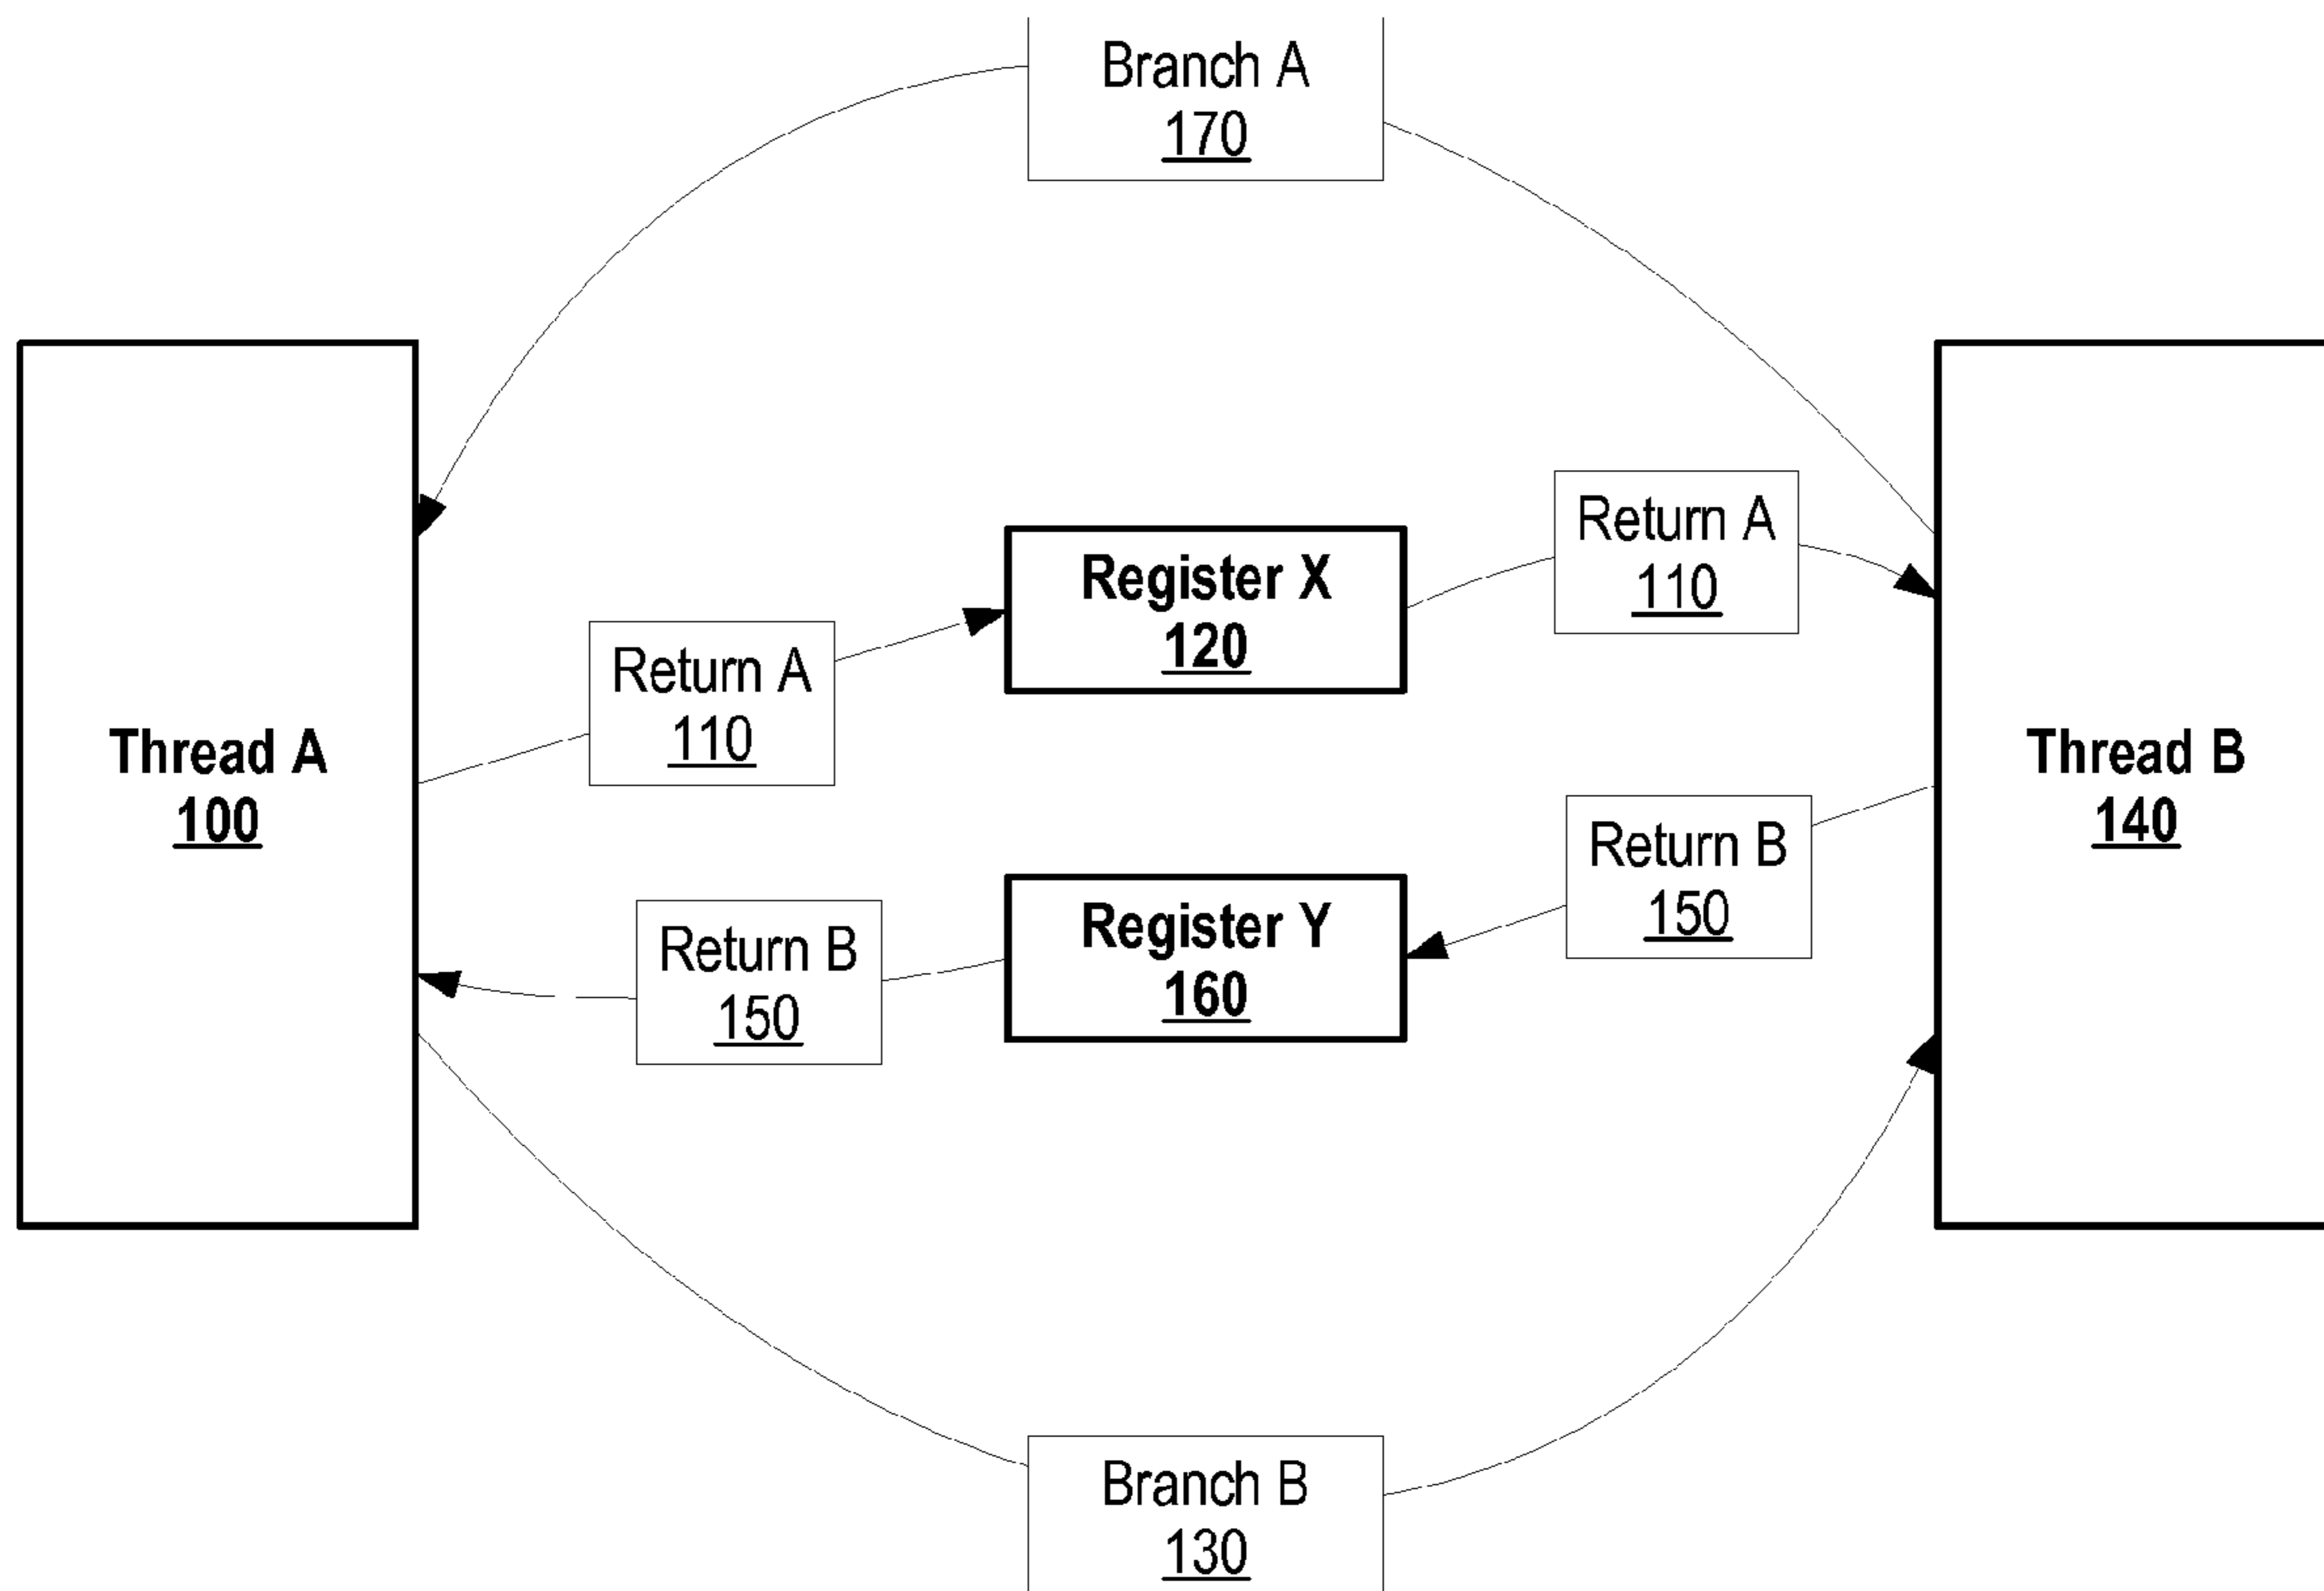 Branch A
170
Return A
110
Register X
120
Return A
110
Thread A
100
Thread B
140
Return B
150
Register Y
160
Return B
150
Branch B
130